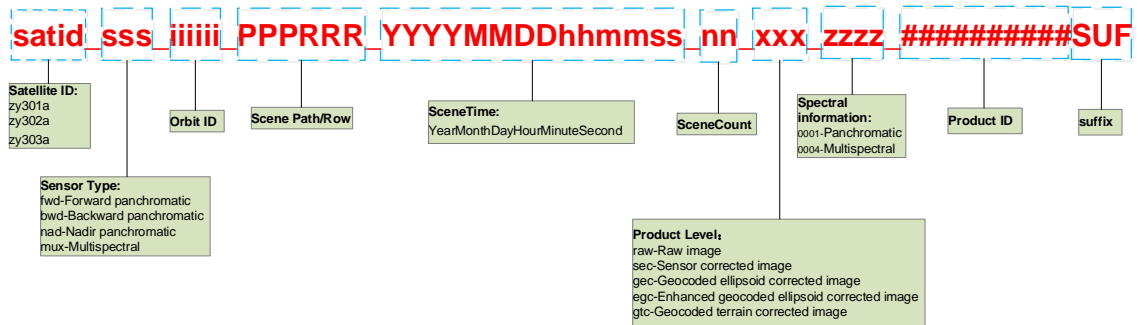 satid_sss_iiiiii_PPPRRR_YYYYMMDDhhmmss_nn_xxx_zzzz_##########SUF
Satellite ID:
zy301a
zy302a
zy303a
Sensor Type:
fwd-Forward panchromatic
bwd-Backward panchromatic
nad-Nadir panchromatic
mux-Multispectral
Orbit ID
Scene Path/Row
SceneTime:
YearMonthDayHourMinuteSecond
SceneCount
Product Level：
raw-Raw image
sec-Sensor corrected image
gec-Geocoded ellipsoid corrected image
egc-Enhanced geocoded ellipsoid corrected image
gtc-Geocoded terrain corrected image
Spectral
information:
0001-Panchromatic
0004-Multispectral
Product ID
suffix